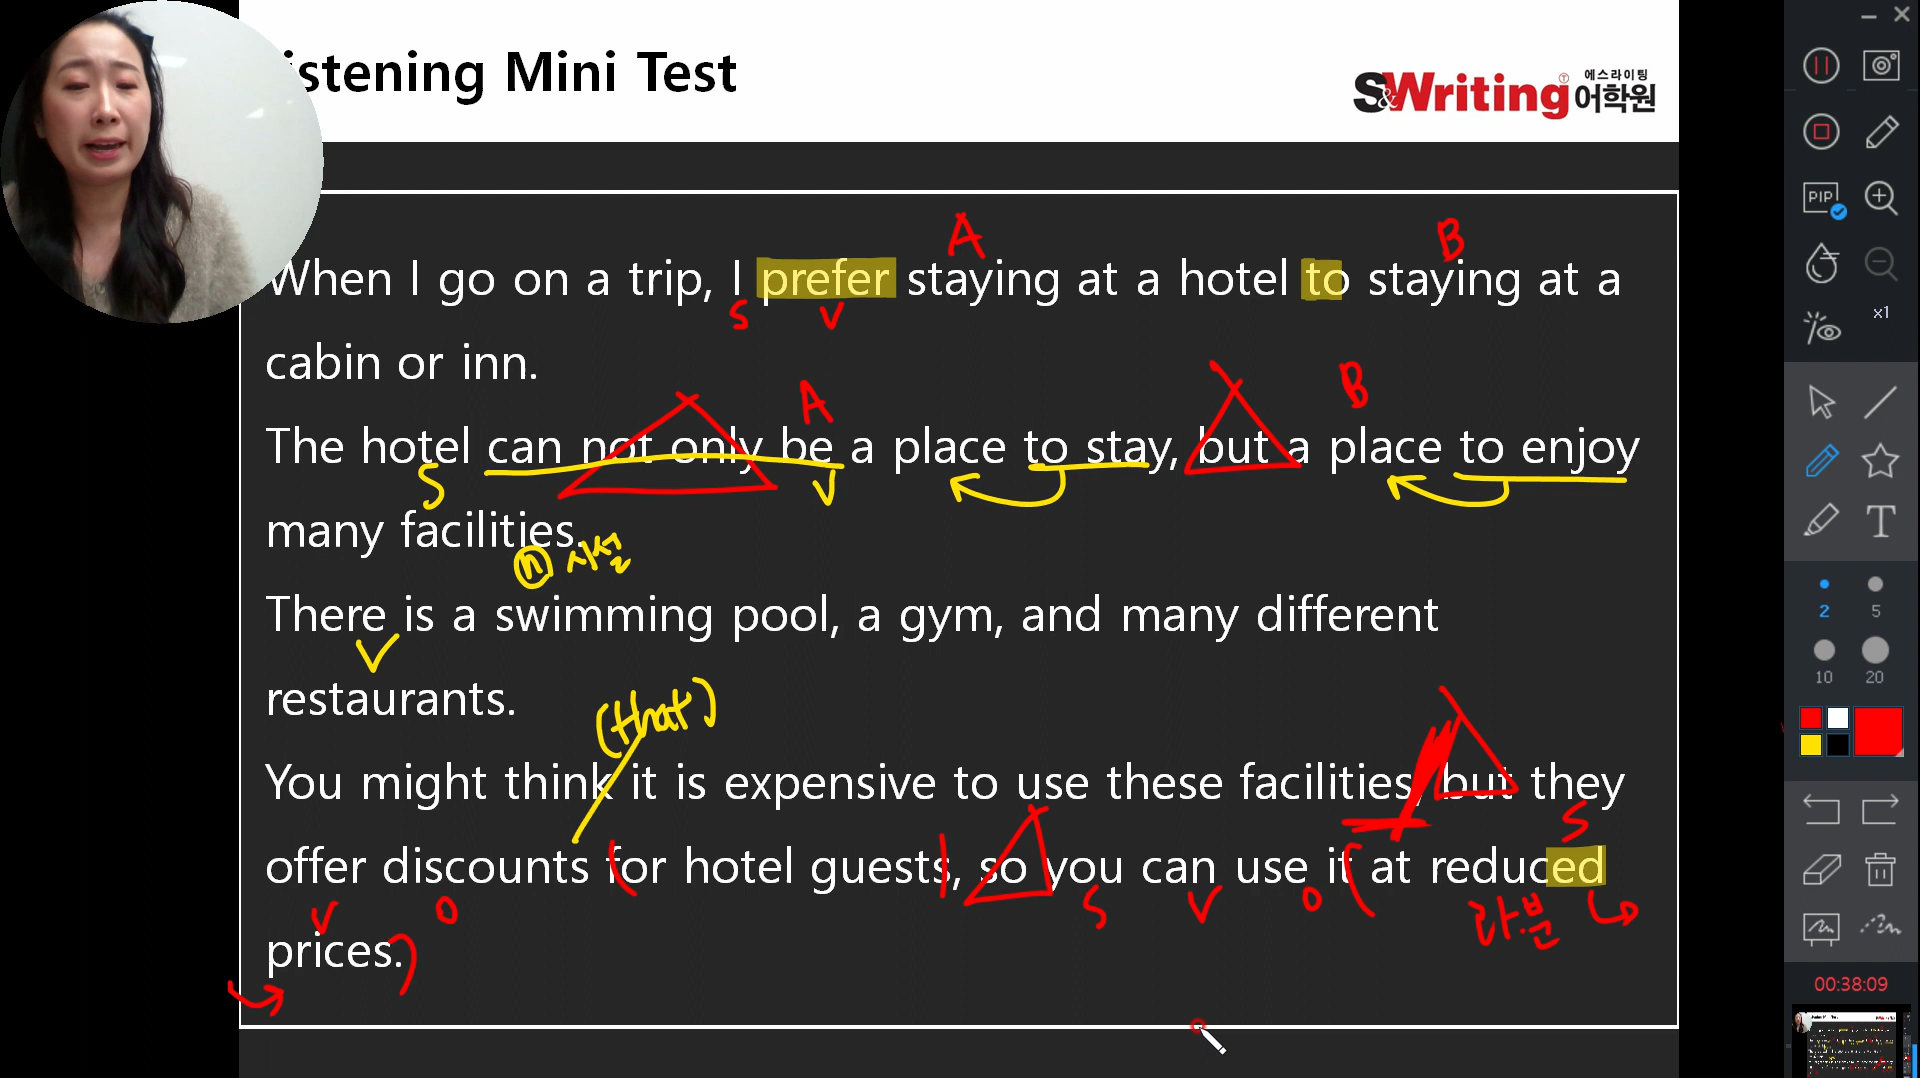 istening Mini Test
S&Writing
에스라이팅
어학원
A
B
When I go on a trip, I prefer staying at a hotel to staying at a
S
V
cabin or inn.
A
B
The hotel can not only be a place to stay, but a place to enjoy
S
V
many facilities.
n 시설
There is a swimming pool, a gym, and many different
V
restaurants.
(that)
You might think it is expensive to use these facilities, but they
S
offer discounts for hotel guests, so you can use it at reduced
V
O
S
V
O
과분
prices.
PIP
x1
T
2
5
10
20
00:38:09